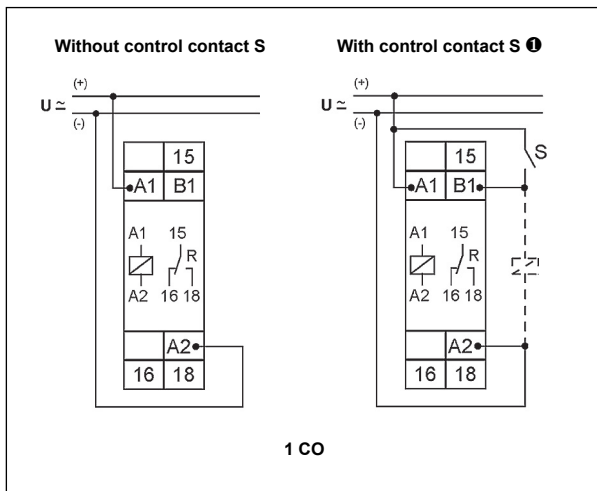 Without control contact S
With control contact S ❶
(+)
U ≃
(-)
15
A1 B1
A1 15
R
A2 16 18
A2
16 18
(+)
U ≃
(-)
S
15
A1 B1
A1 15
R
A2 16 18
A2
16 18
1 CO